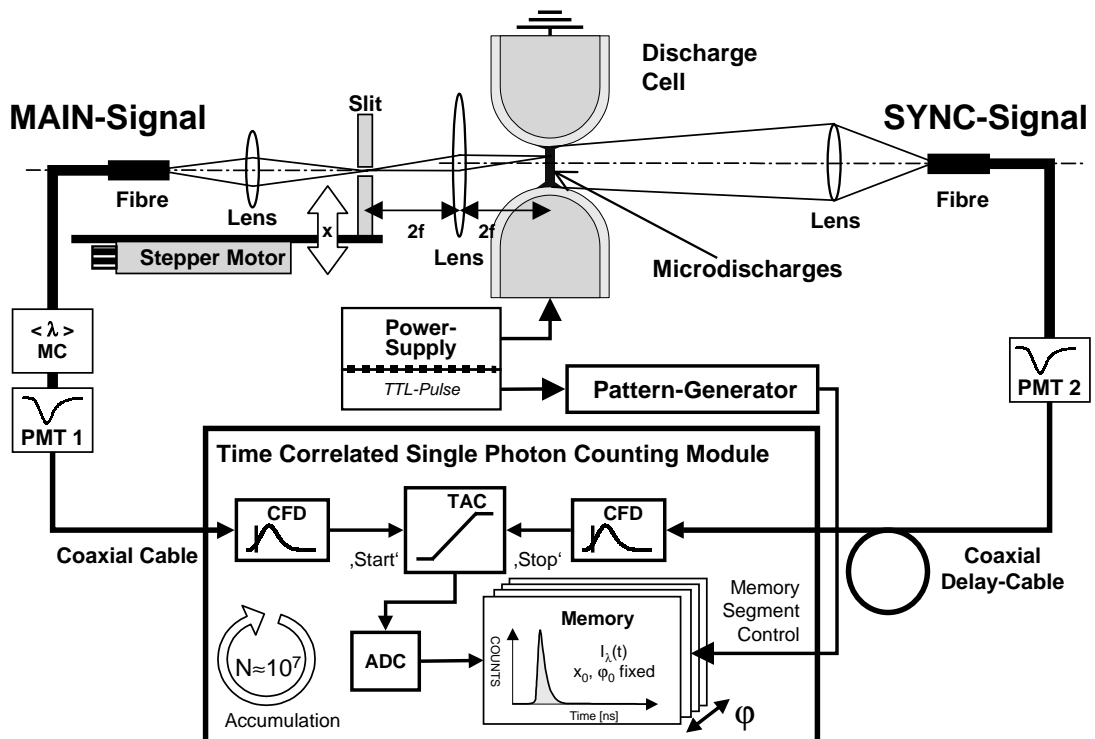 Discharge
Cell
MAIN-Signal
Slit
SYNC-Signal
Fibre
Lens
x
2f
2f
Lens
Lens
Fibre
Stepper Motor
Microdischarges
< λ >
MC
PMT 1
Power-
Supply
TTL-Pulse
Pattern-Generator
PMT 2
Time Correlated Single Photon Counting Module
CFD
TAC
CFD
Coaxial Cable
‚Start‘
‚Stop‘
Coaxial
Delay-Cable
Memory
Segment
Control
N≈10⁷
Accumulation
ADC
Memory
COUNTS
Iλ(t)
x₀, φ₀ fixed
Time [ns]
φ